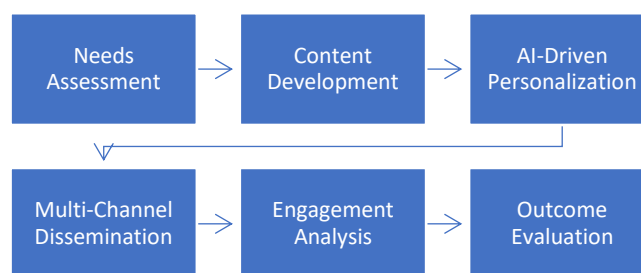 Needs
Assessment
Content
Development
AI-Driven
Personalization
Multi-Channel
Dissemination
Engagement
Analysis
Outcome
Evaluation